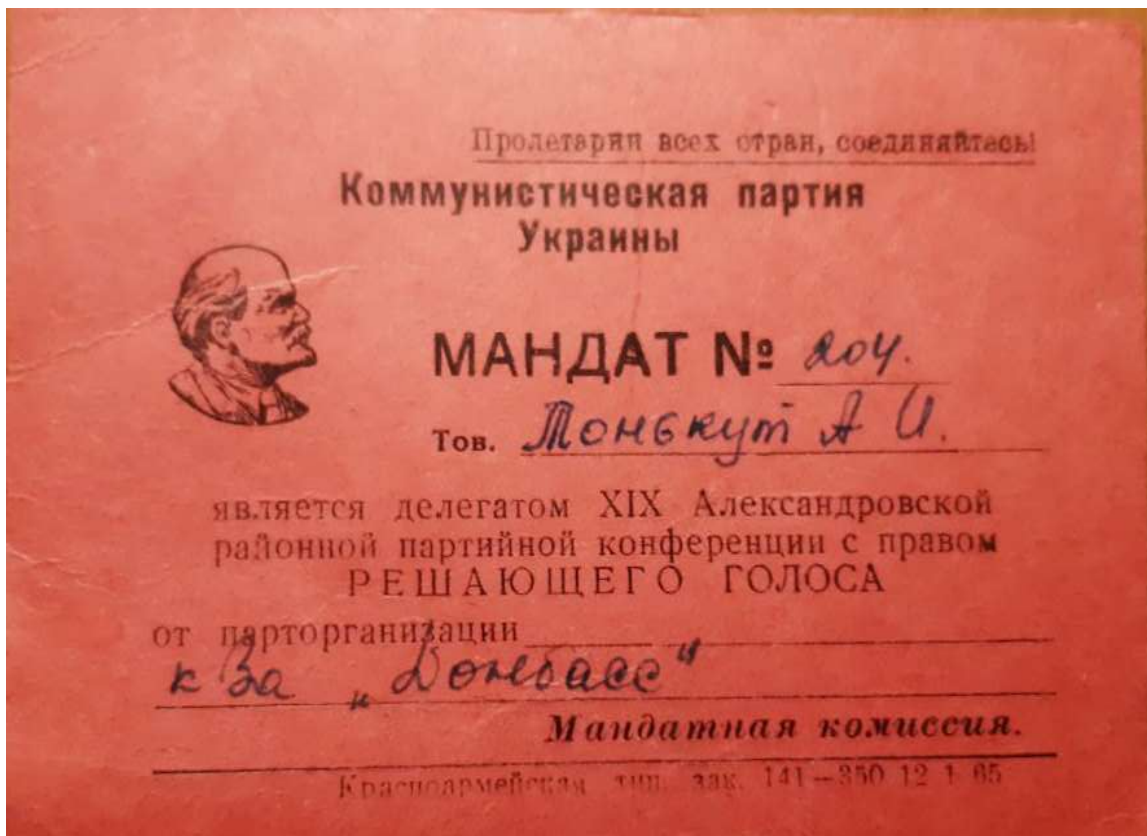 Пролетарии всех стран, соединяйтесь!
Коммунистическая партия
Украины
МАНДАТ № 204.
Тов. Тонькут А И.
является делегатом XIX Александровской
районной партийной конференции с правом
РЕШАЮЩЕГО ГОЛОСА
от парторганизации
к-за „Донбасс"
Мандатная комиссия.
Красноармейская тип. зак. 141—350 12 1 65